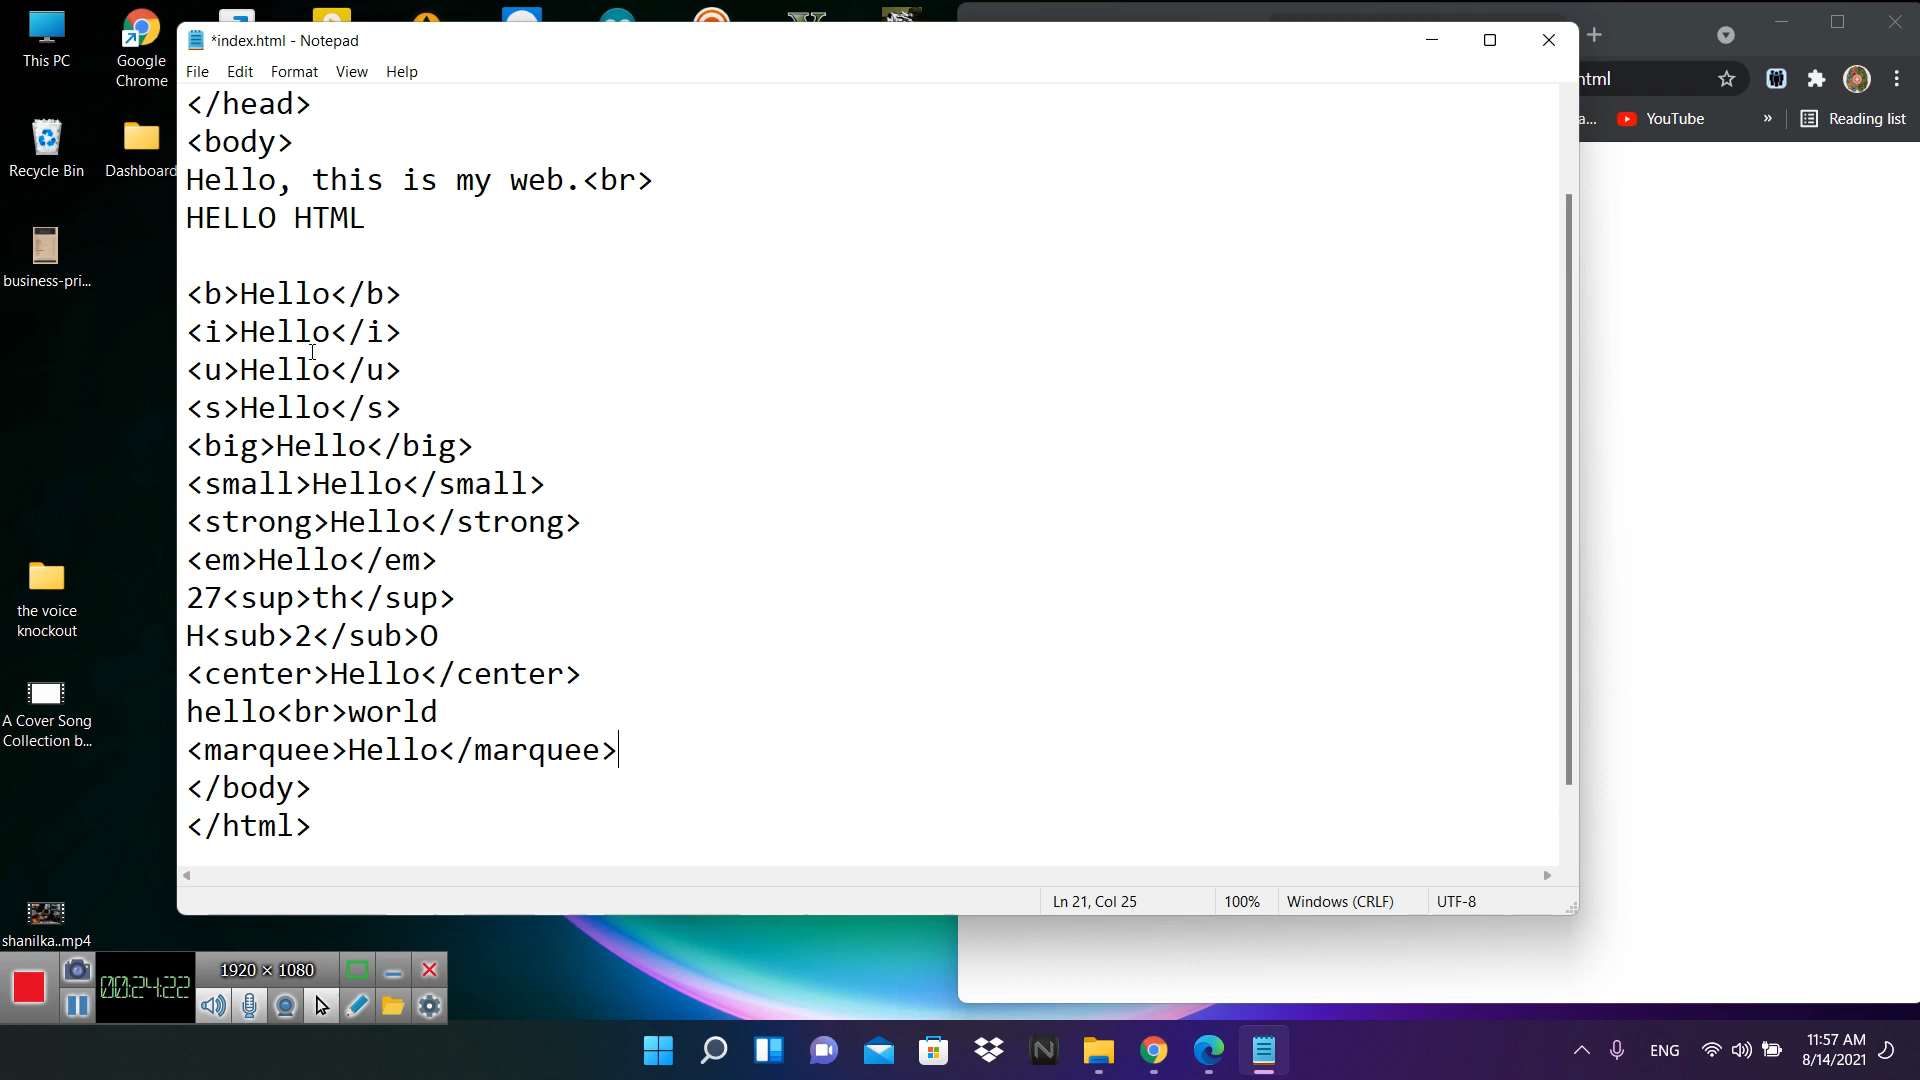 This PC
Google
Chrome
Recycle Bin
Dashboard
business-pri...
the voice
knockout
A Cover Song
Collection b...
shanilka..mp4
*index.html - Notepad
File Edit Format View Help
</head>
<body>
Hello, this is my web.<br>
HELLO HTML
<b>Hello</b>
<i>Hello</i>
<u>Hello</u>
<s>Hello</s>
<big>Hello</big>
<small>Hello</small>
<strong>Hello</strong>
<em>Hello</em>
27<sup>th</sup>
H<sub>2</sub>O
<center>Hello</center>
hello<br>world
<marquee>Hello</marquee>
</body>
</html>
Ln 21, Col 25 100% Windows (CRLF) UTF-8
html
a... YouTube » Reading list
1920 × 1080
00:24:22
ENG
11:57 AM
8/14/2021